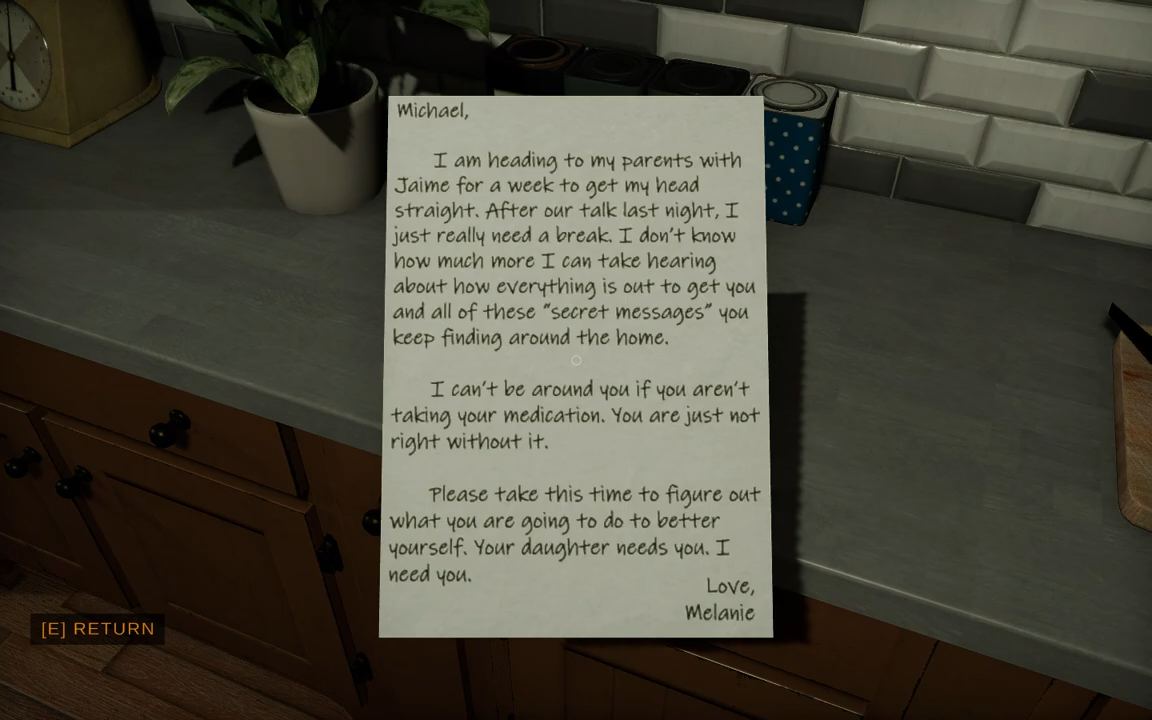 Michael,
I am heading to my parents with
Jaime for a week to get my head
straight. After our talk last night, I
just really need a break. I don't know
how much more I can take hearing
about how everything is out to get you
and all of these "secret messages" you
keep finding around the home.
I can't be around you if you aren't
taking your medication. You are just not
right without it.
Please take this time to figure out
what you are going to do to better
yourself. Your daughter needs you. I
need you.
Love,
Melanie
[E] RETURN